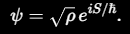 ψ = √ρ e^{iS/ℏ}.